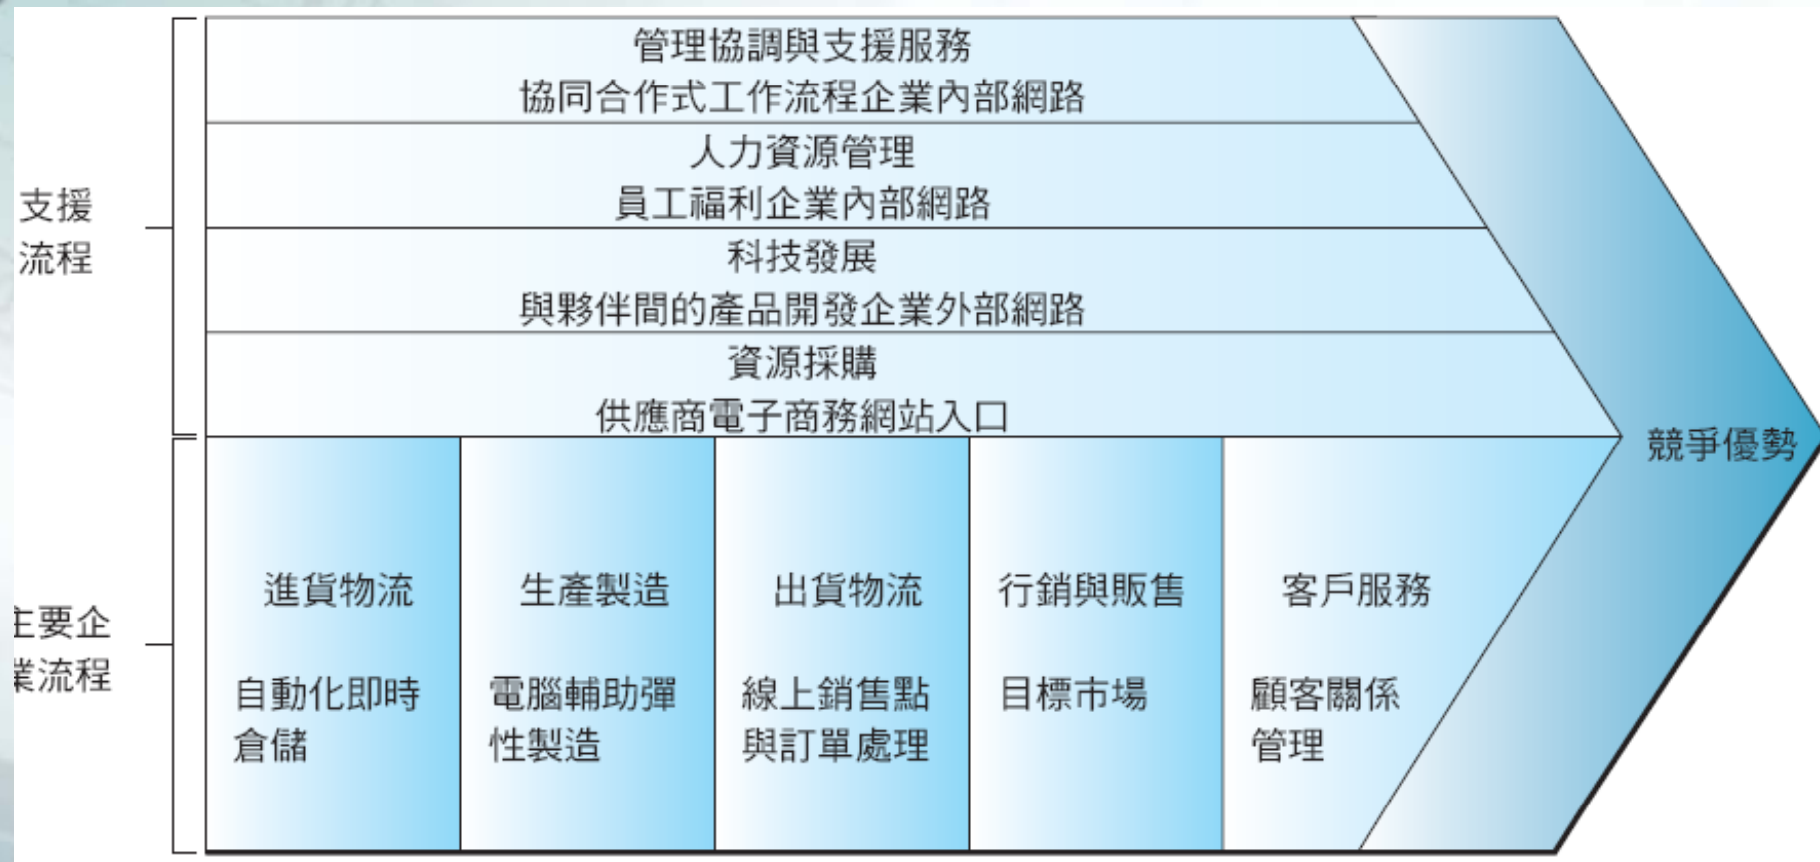 管理協調與支援服務
協同合作式工作流程企業內部網路
人力資源管理
員工福利企業內部網路
支援
流程
科技發展
與夥伴間的產品開發企業外部網路
資源採購
供應商電子商務網站入口
競爭優勢
主要企
業流程
進貨物流
自動化即時
倉儲
生產製造
電腦輔助彈
性製造
出貨物流
線上銷售點
與訂單處理
行銷與販售
目標市場
客戶服務
顧客關係
管理